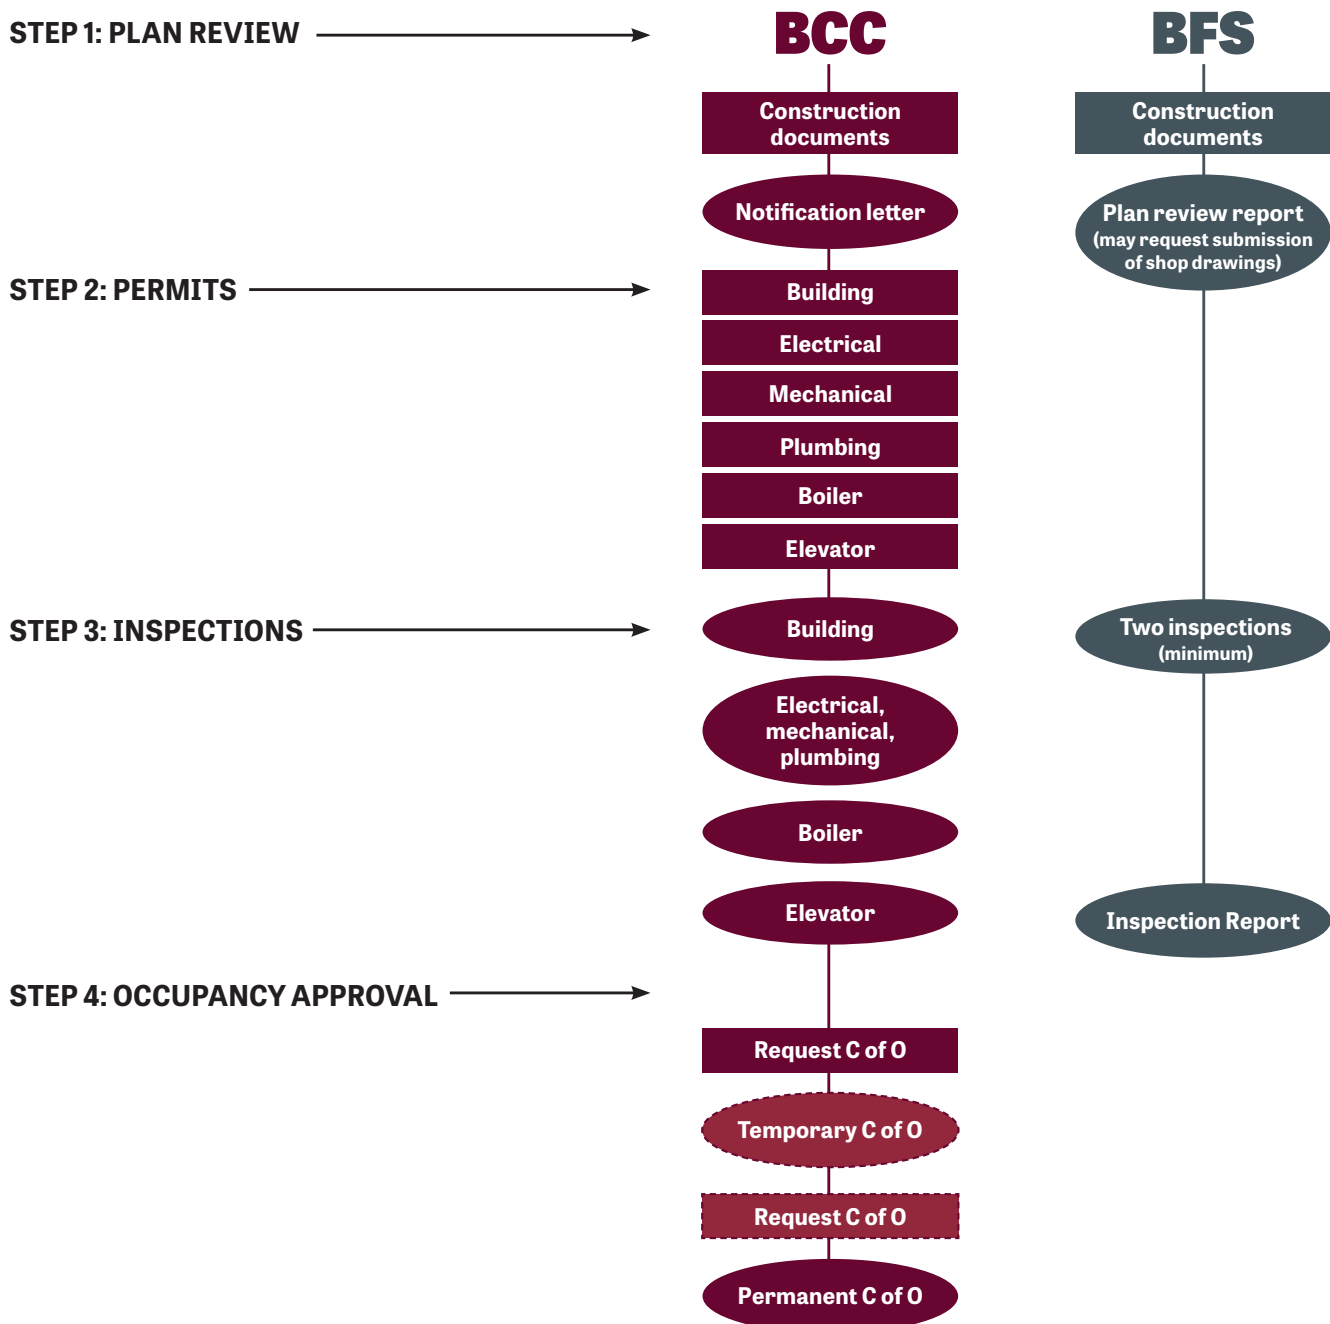 STEP 1: PLAN REVIEW
BCC
BFS
Construction
documents
Construction
documents
Notification letter
Plan review report
(may request submission
of shop drawings)
STEP 2: PERMITS
Building
Electrical
Mechanical
Plumbing
Boiler
Elevator
STEP 3: INSPECTIONS
Building
Two inspections
(minimum)
Electrical,
mechanical,
plumbing
Boiler
Elevator
Inspection Report
STEP 4: OCCUPANCY APPROVAL
Request C of O
Temporary C of O
Request C of O
Permanent C of O